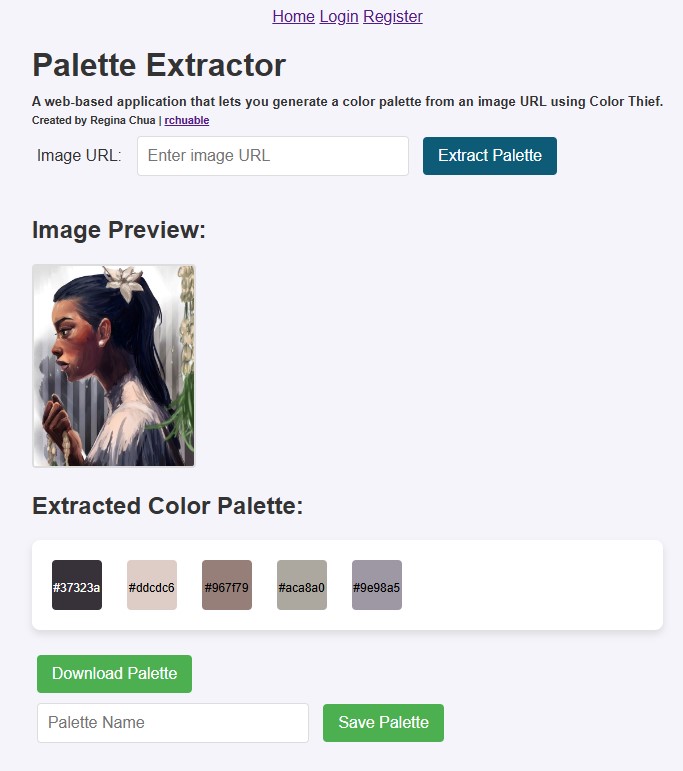 Home Login Register
Palette Extractor
A web-based application that lets you generate a color palette from an image URL using Color Thief.
Created by Regina Chua | rchuable
Image URL: Enter image URL Extract Palette
Image Preview:
Extracted Color Palette:
#37323a #ddcdc6 #967f79 #aca8a0 #9e98a5
Download Palette
Palette Name Save Palette